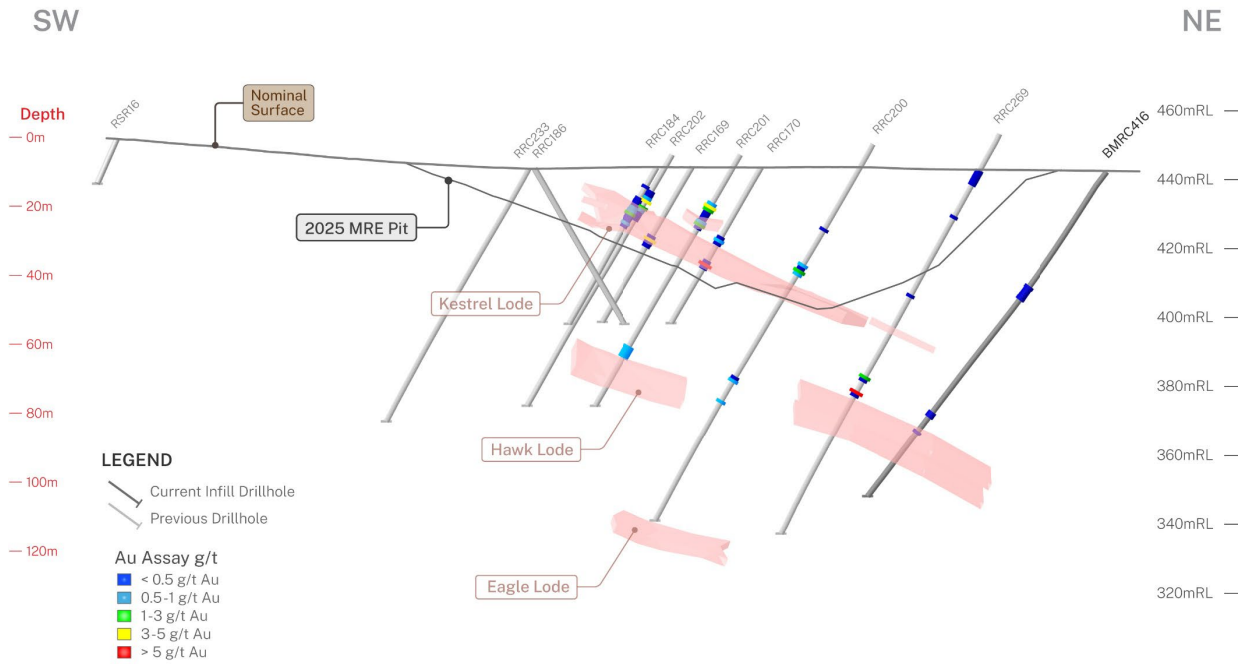 SW
NE
Depth
0m
20m
40m
60m
80m
100m
120m
460mRL
440mRL
420mRL
400mRL
380mRL
360mRL
340mRL
320mRL
Nominal
Surface
2025 MRE Pit
RSR16
RRC233
RRC186
RRC184
RRC202
RRC169
RRC201
RRC170
RRC200
RRC269
BMRC416
Kestrel Lode
Hawk Lode
Eagle Lode
LEGEND
Current Infill Drillhole
Previous Drillhole
Au Assay g/t
< 0.5 g/t Au
0.5-1 g/t Au
1-3 g/t Au
3-5 g/t Au
> 5 g/t Au